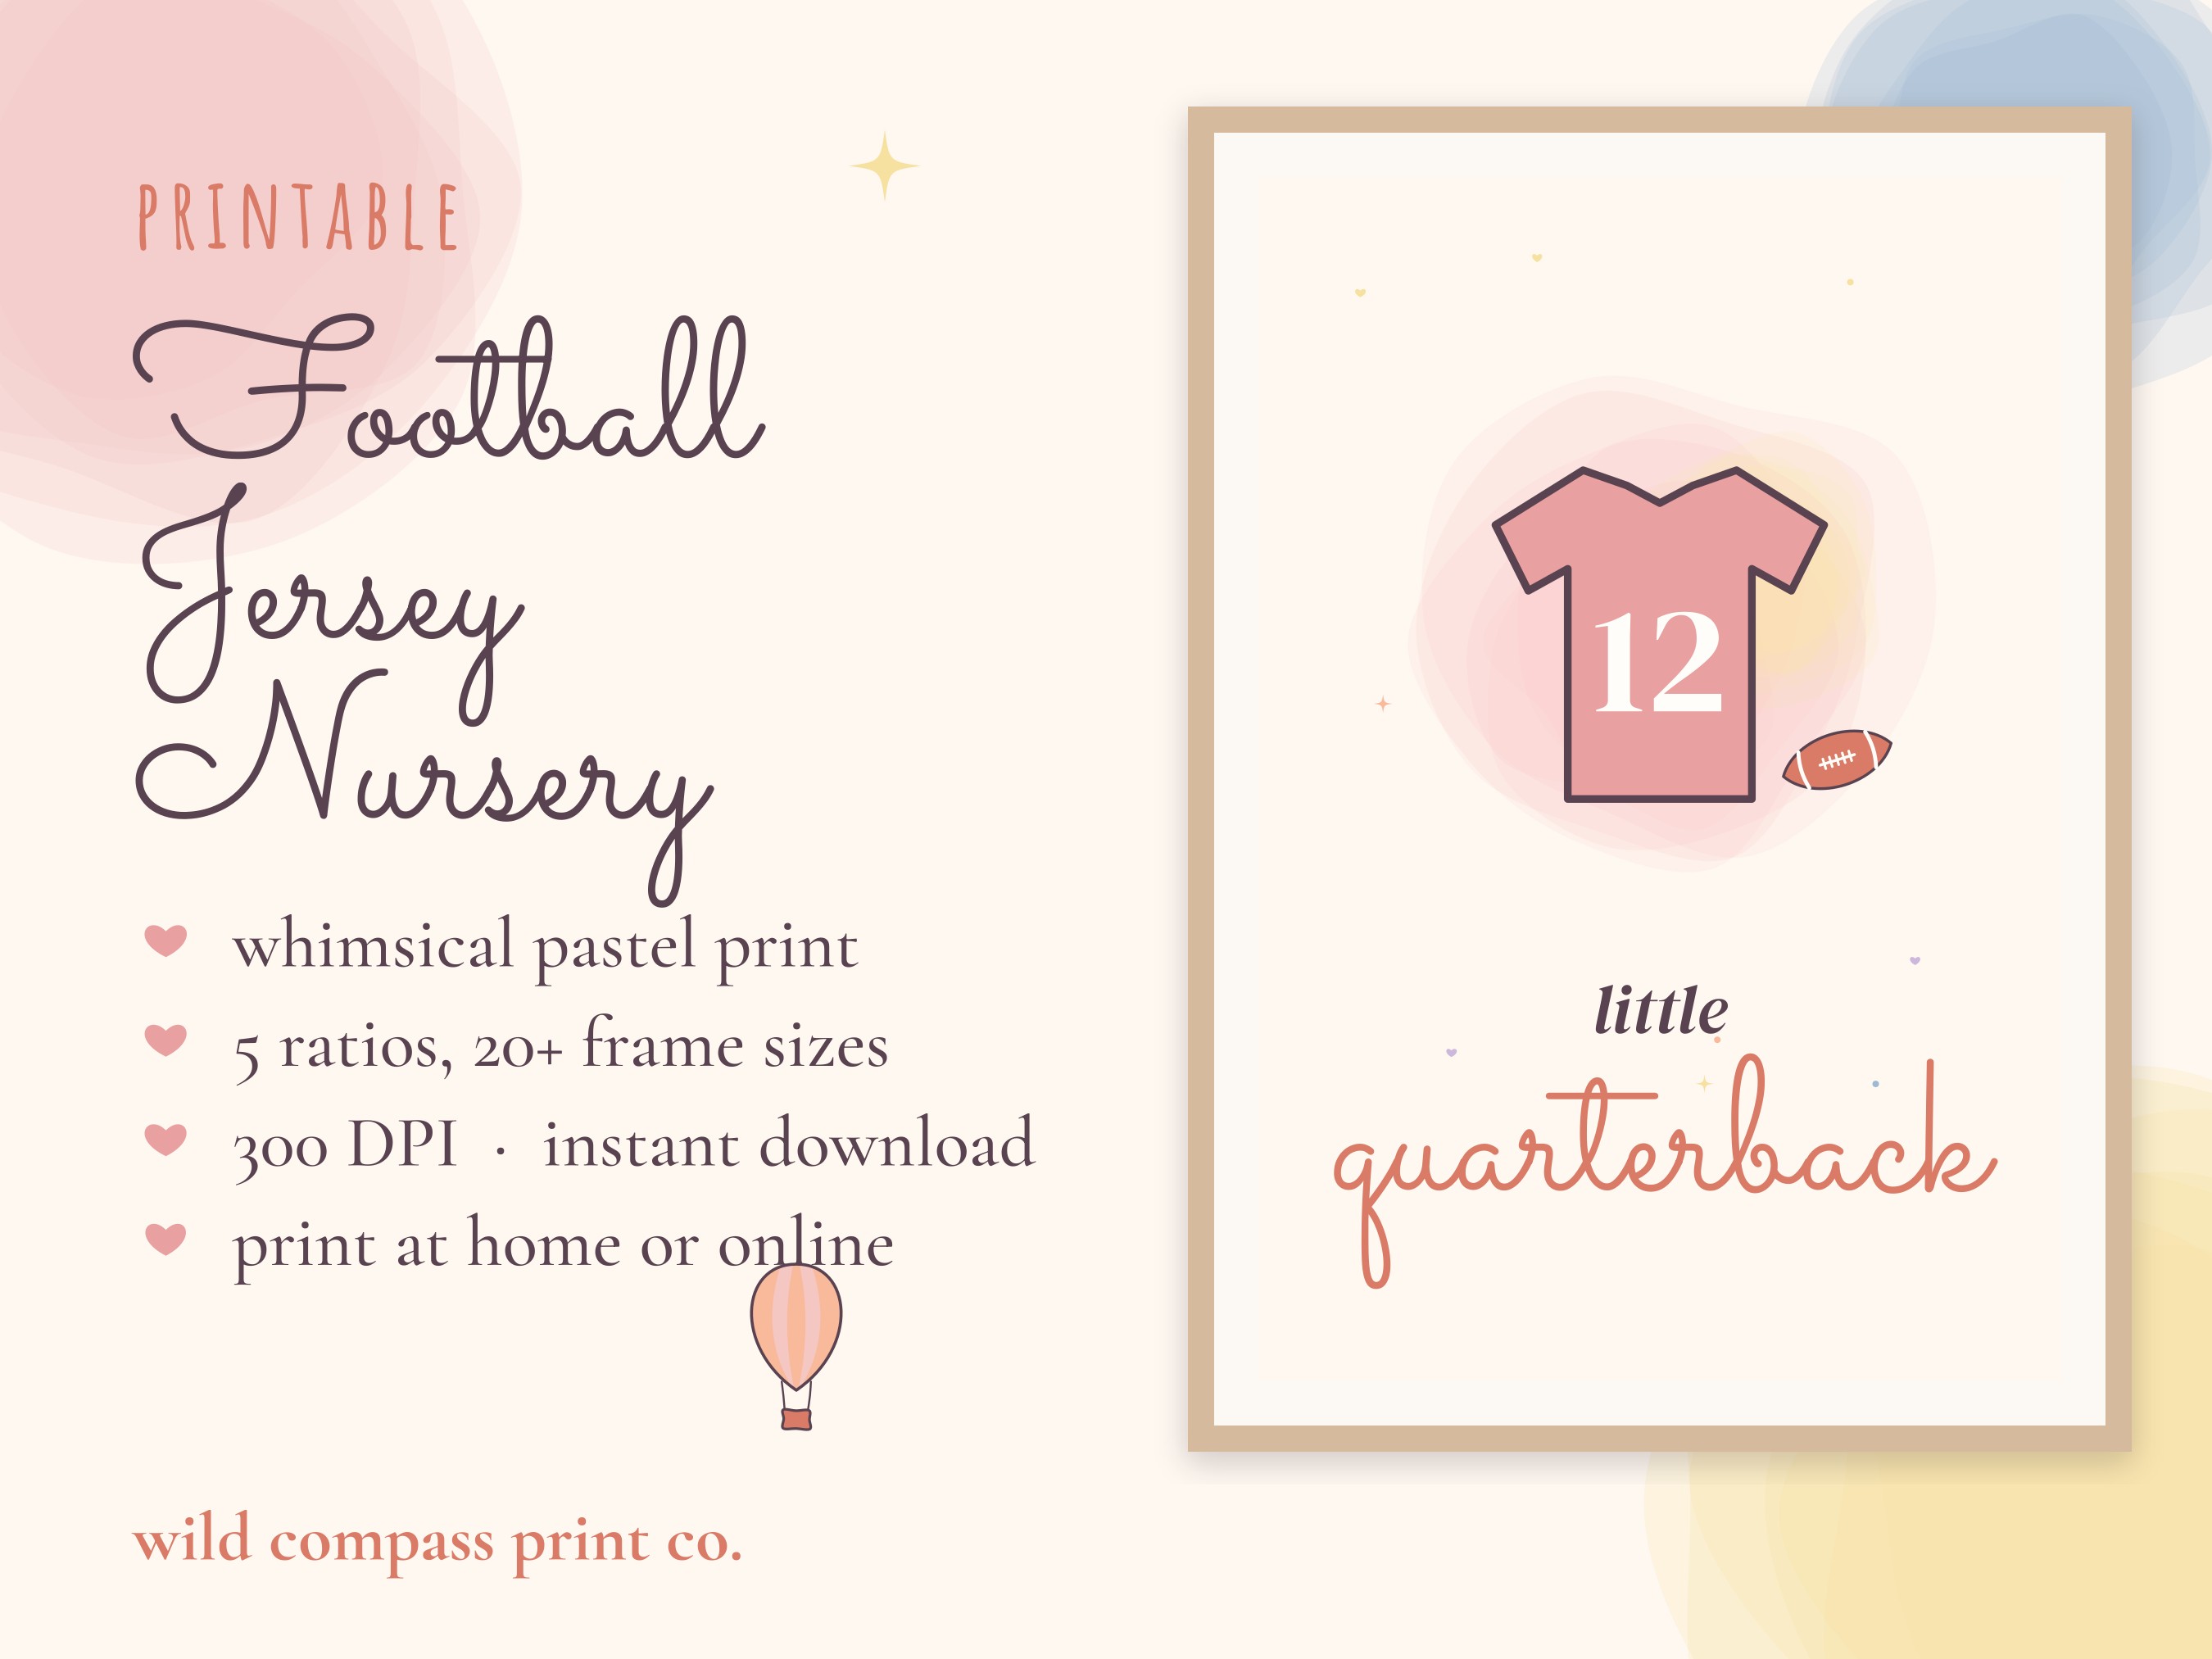 PRINTABLE
Football
Jersey
Nursery
whimsical pastel print
5 ratios, 20+ frame sizes
300 DPI · instant download
print at home or online
wild compass print co.
12
little
quarterback